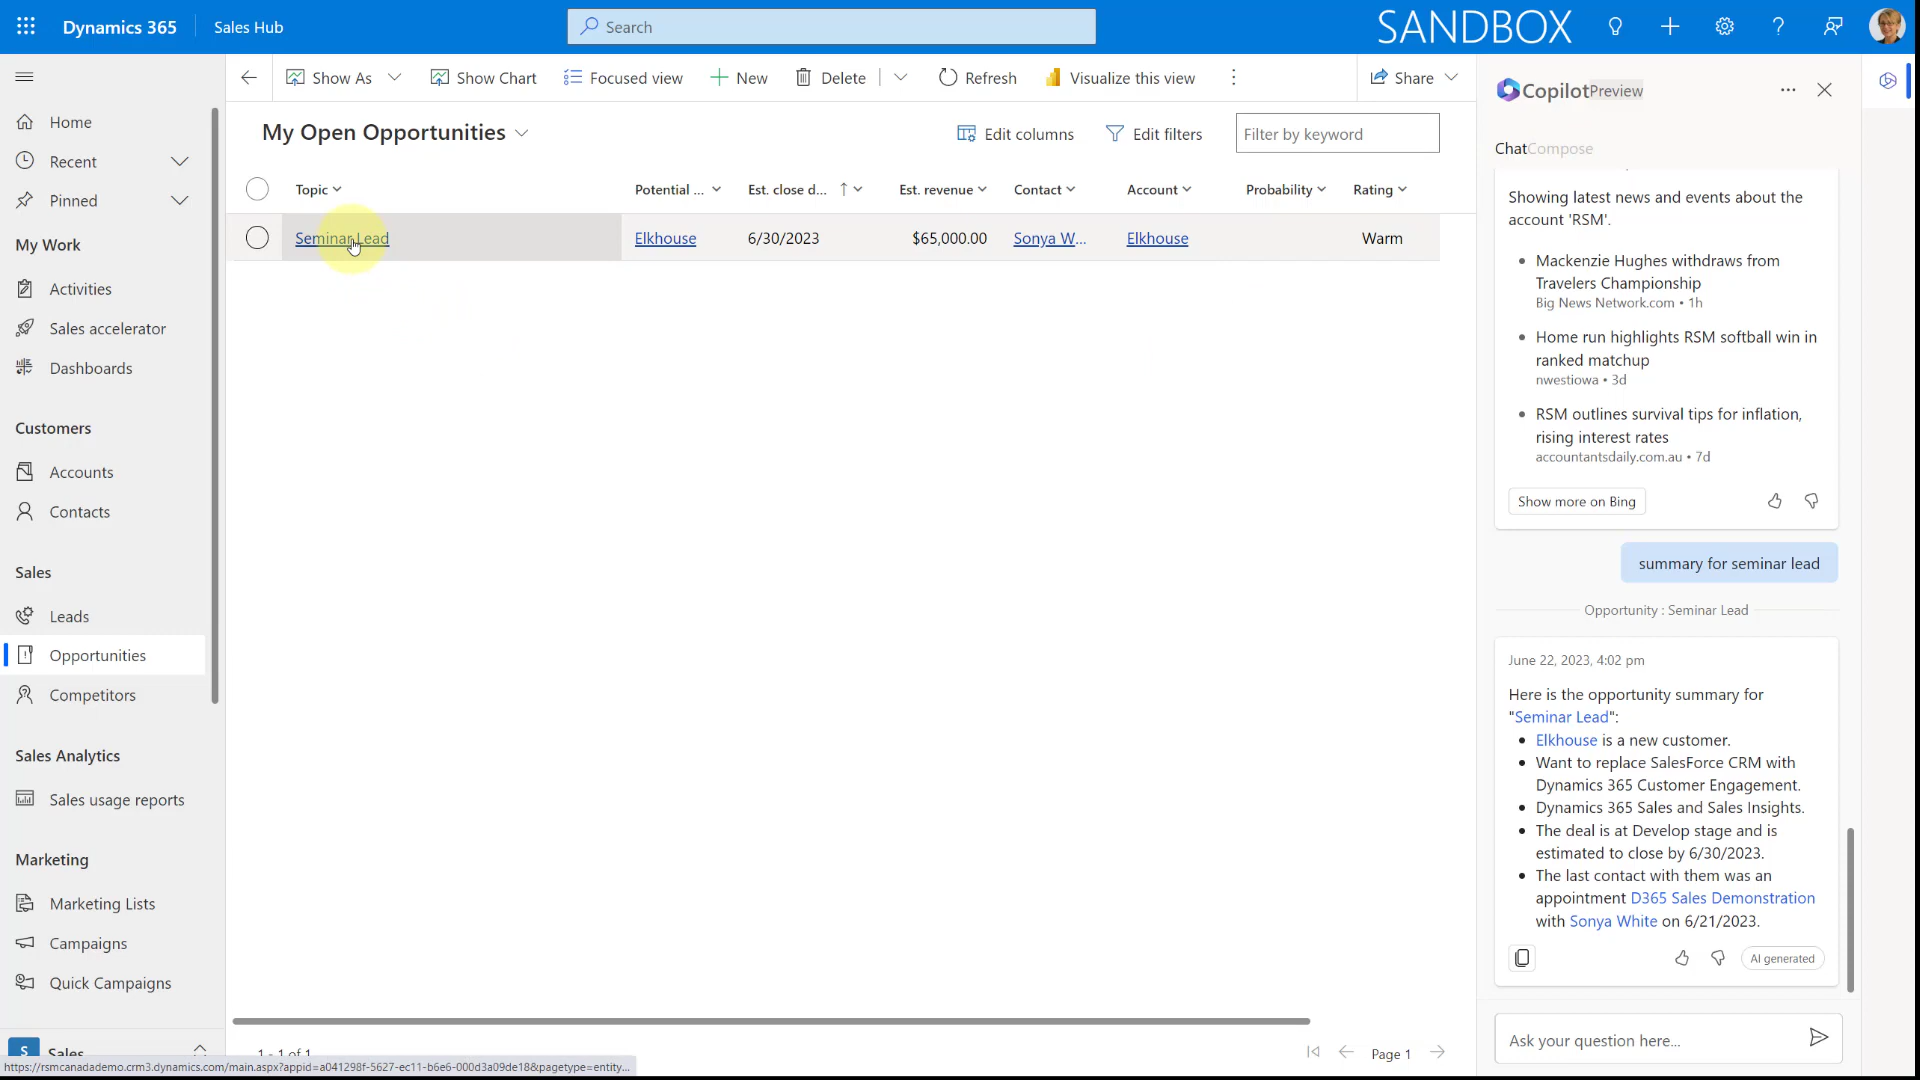 Dynamics 365
Sales Hub
Search
SANDBOX
Show As
Show Chart
Focused view
New
Delete
Refresh
Visualize this view
Share
CopilotPreview
Home
Recent
Pinned
My Work
Activities
Sales accelerator
Dashboards
Customers
Accounts
Contacts
Sales
Leads
Opportunities
Competitors
Sales Analytics
Sales usage reports
Marketing
Marketing Lists
Campaigns
Quick Campaigns
S Sales
My Open Opportunities
Edit columns
Edit filters
Filter by keyword
Topic
Potential ...
Est. close d...
Est. revenue
Contact
Account
Probability
Rating
Seminar Lead
Elkhouse
6/30/2023
$65,000.00
Sonya W...
Elkhouse
Warm
1 - 1 of 1
Page 1
https://rsmcanadademo.crm3.dynamics.com/main.aspx?appid=a041298f-5627-ec11-b6e6-000d3a09de18&pagetype=entity...
ChatCompose
Showing latest news and events about the
account 'RSM'.
Mackenzie Hughes withdraws from
Travelers Championship
Big News Network.com • 1h
Home run highlights RSM softball win in
ranked matchup
nwestiowa • 3d
RSM outlines survival tips for inflation,
rising interest rates
accountantsdaily.com.au • 7d
Show more on Bing
summary for seminar lead
Opportunity : Seminar Lead
June 22, 2023, 4:02 pm
Here is the opportunity summary for
"Seminar Lead":
Elkhouse is a new customer.
Want to replace SalesForce CRM with
Dynamics 365 Customer Engagement.
Dynamics 365 Sales and Sales Insights.
The deal is at Develop stage and is
estimated to close by 6/30/2023.
The last contact with them was an
appointment D365 Sales Demonstration
with Sonya White on 6/21/2023.
AI generated
Ask your question here...